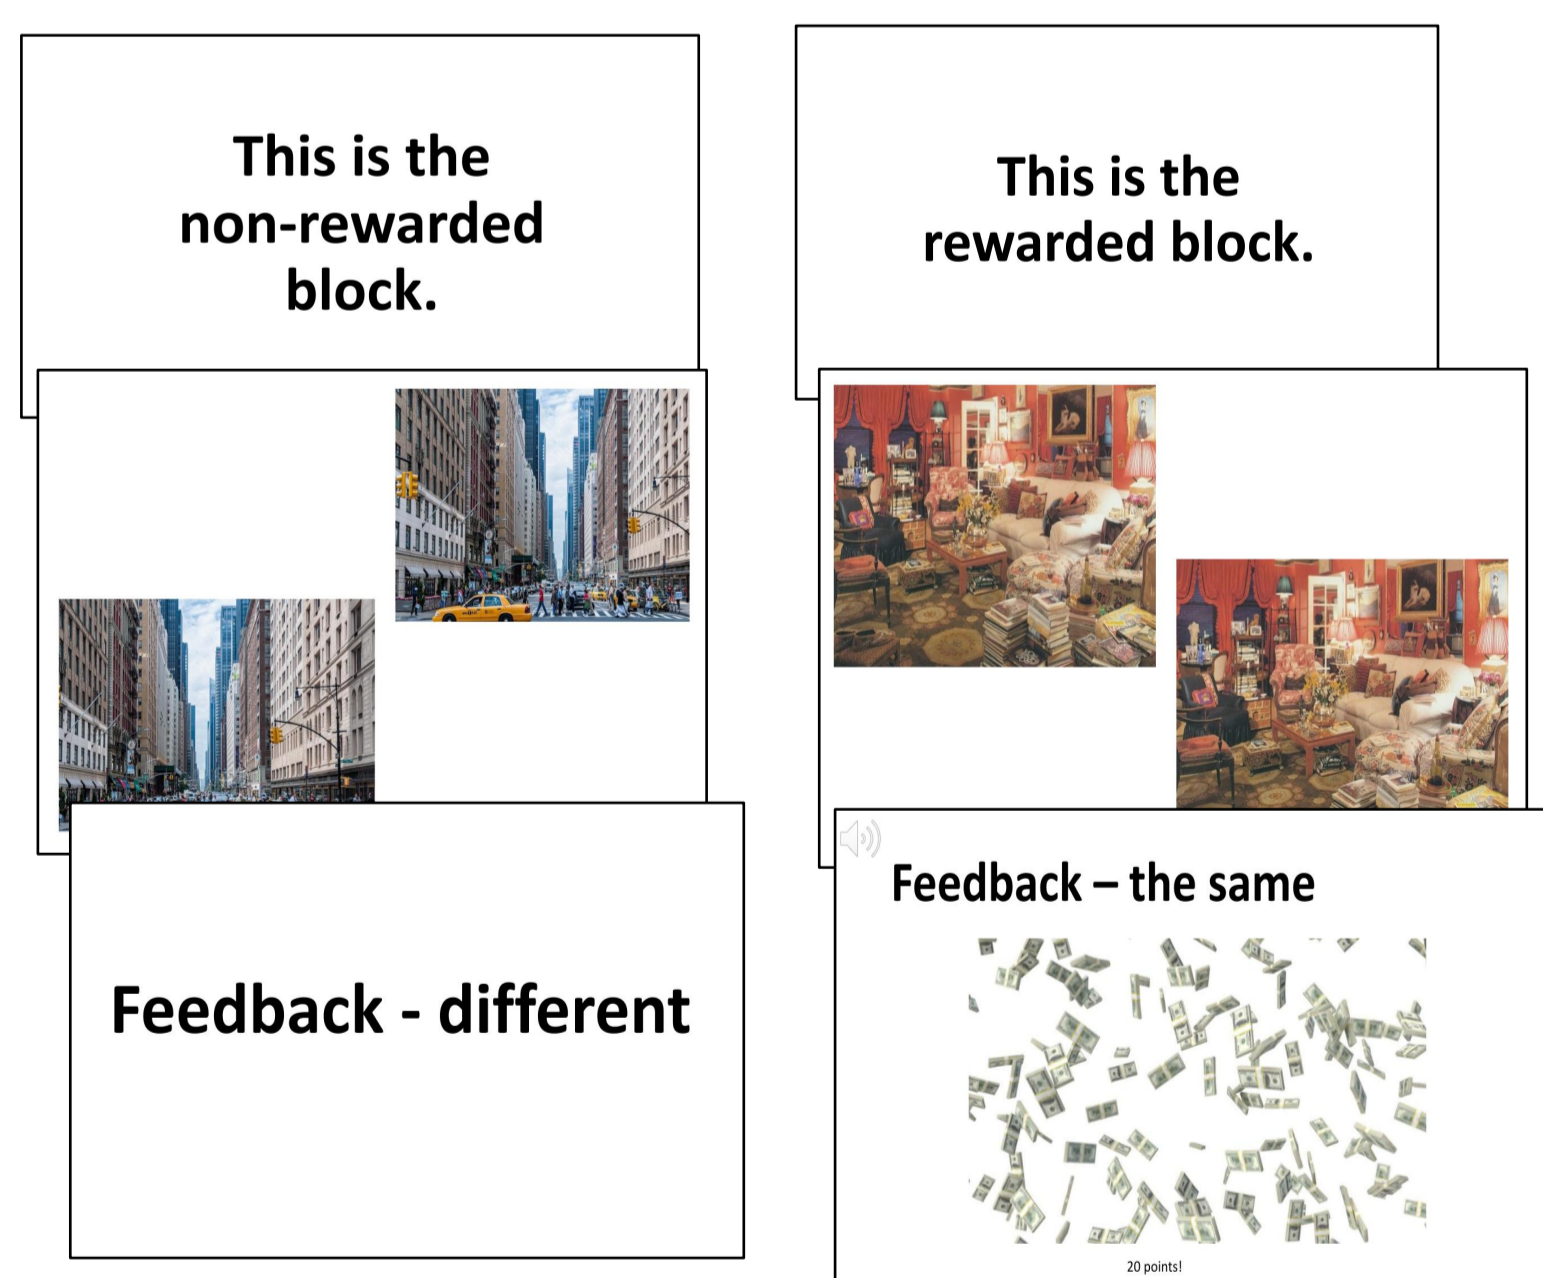 This is the
non-rewarded
block.
Feedback - different
This is the
rewarded block.
Feedback – the same
20 points!